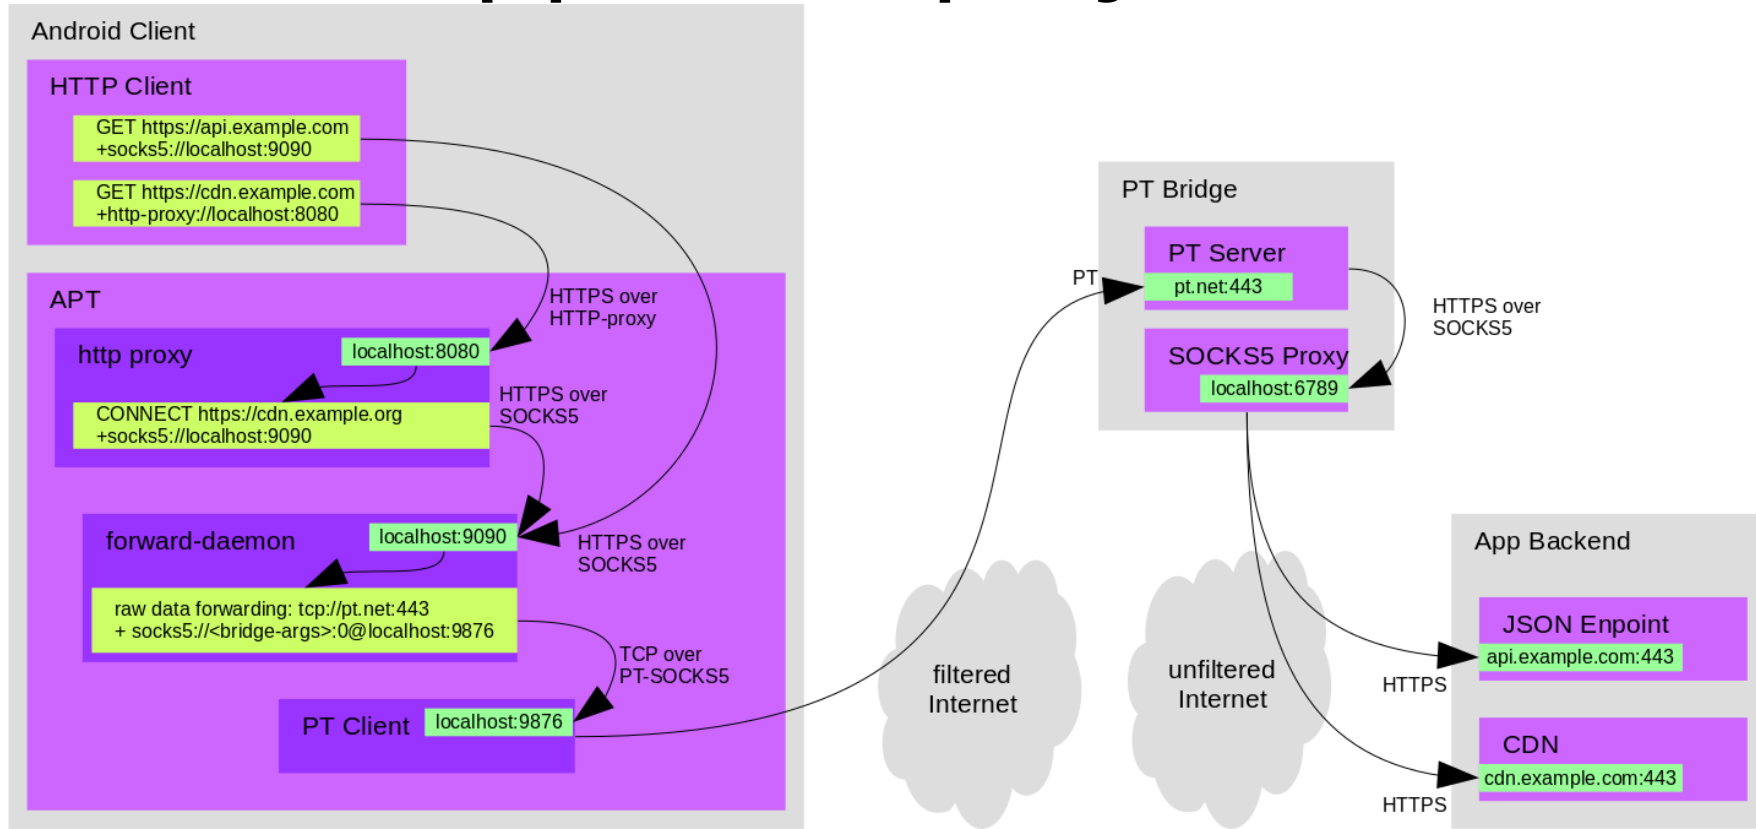 Android Client
HTTP Client
GET https://api.example.com
+socks5://localhost:9090
GET https://cdn.example.com
+http-proxy://localhost:8080
APT
HTTPS over
HTTP-proxy
http proxy
localhost:8080
CONNECT https://cdn.example.org
+socks5://localhost:9090
HTTPS over
SOCKS5
forward-daemon
localhost:9090
HTTPS over
SOCKS5
raw data forwarding: tcp://pt.net:443
+ socks5://<bridge-args>:0@localhost:9876
TCP over
PT-SOCKS5
PT Client
localhost:9876
filtered
Internet
PT
PT Bridge
PT Server
pt.net:443
HTTPS over
SOCKS5
SOCKS5 Proxy
localhost:6789
unfiltered
Internet
App Backend
JSON Enpoint
api.example.com:443
HTTPS
CDN
cdn.example.com:443
HTTPS